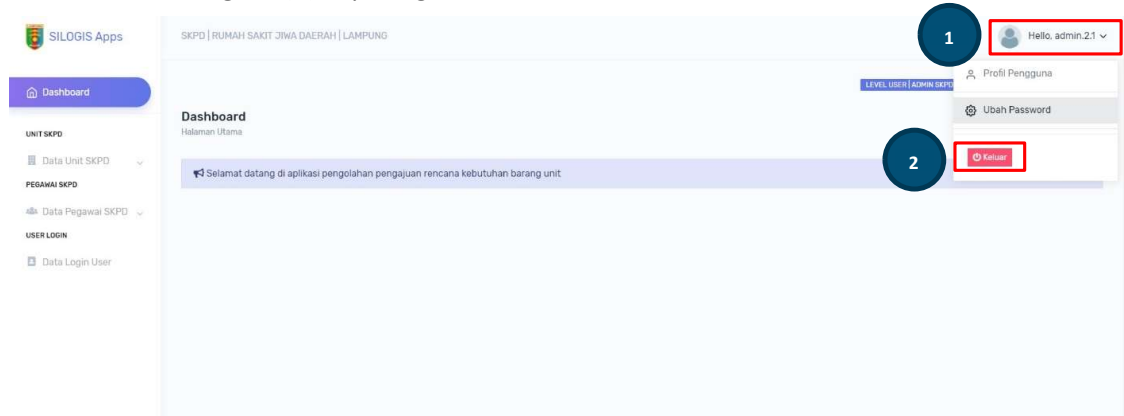 SILOGIS Apps
SKPD | RUMAH SAKIT JIWA DAERAH | LAMPUNG
1
Hello, admin.2.1
Profil Pengguna
Dashboard
LEVEL USER | ADMIN SKPD
Ubah Password
Dashboard
Halaman Utama
UNIT SKPD
Data Unit SKPD
2
Keluar
Selamat datang di aplikasi pengolahan pengajuan rencana kebutuhan barang unit
PEGAWAI SKPD
Data Pegawai SKPD
USER LOGIN
Data Login User